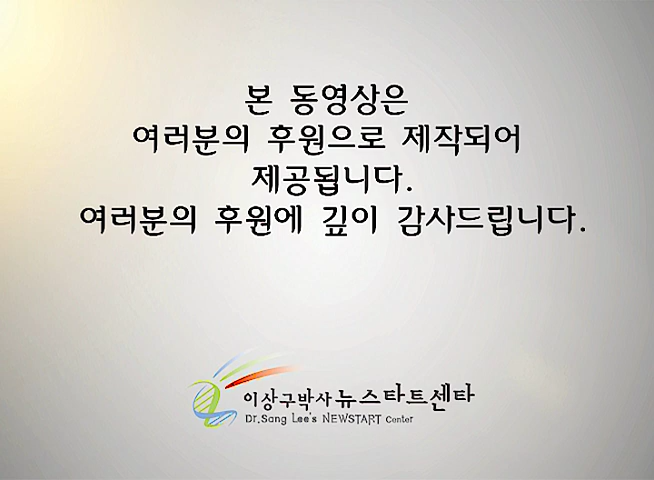 본 동영상은
여러분의 후원으로 제작되어
제공됩니다.
여러분의 후원에 깊이 감사드립니다.
이상구박사 뉴스타트센타
Dr.Sang Lee's NEWSTART Center